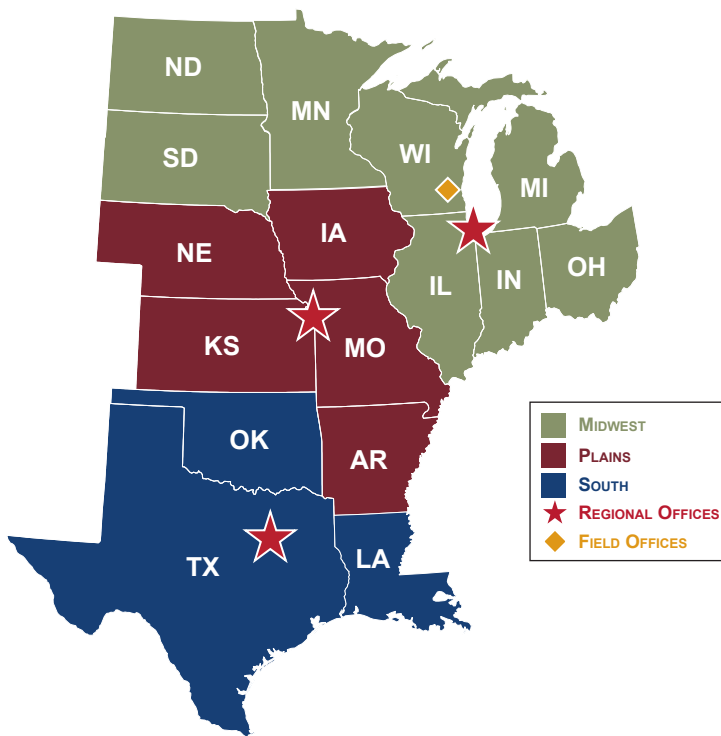 ND
MN
SD
WI
MI
IA
NE
OH
IL
IN
KS
MO
OK
AR
TX
LA
Midwest
Plains
South
Regional Offices
Field Offices